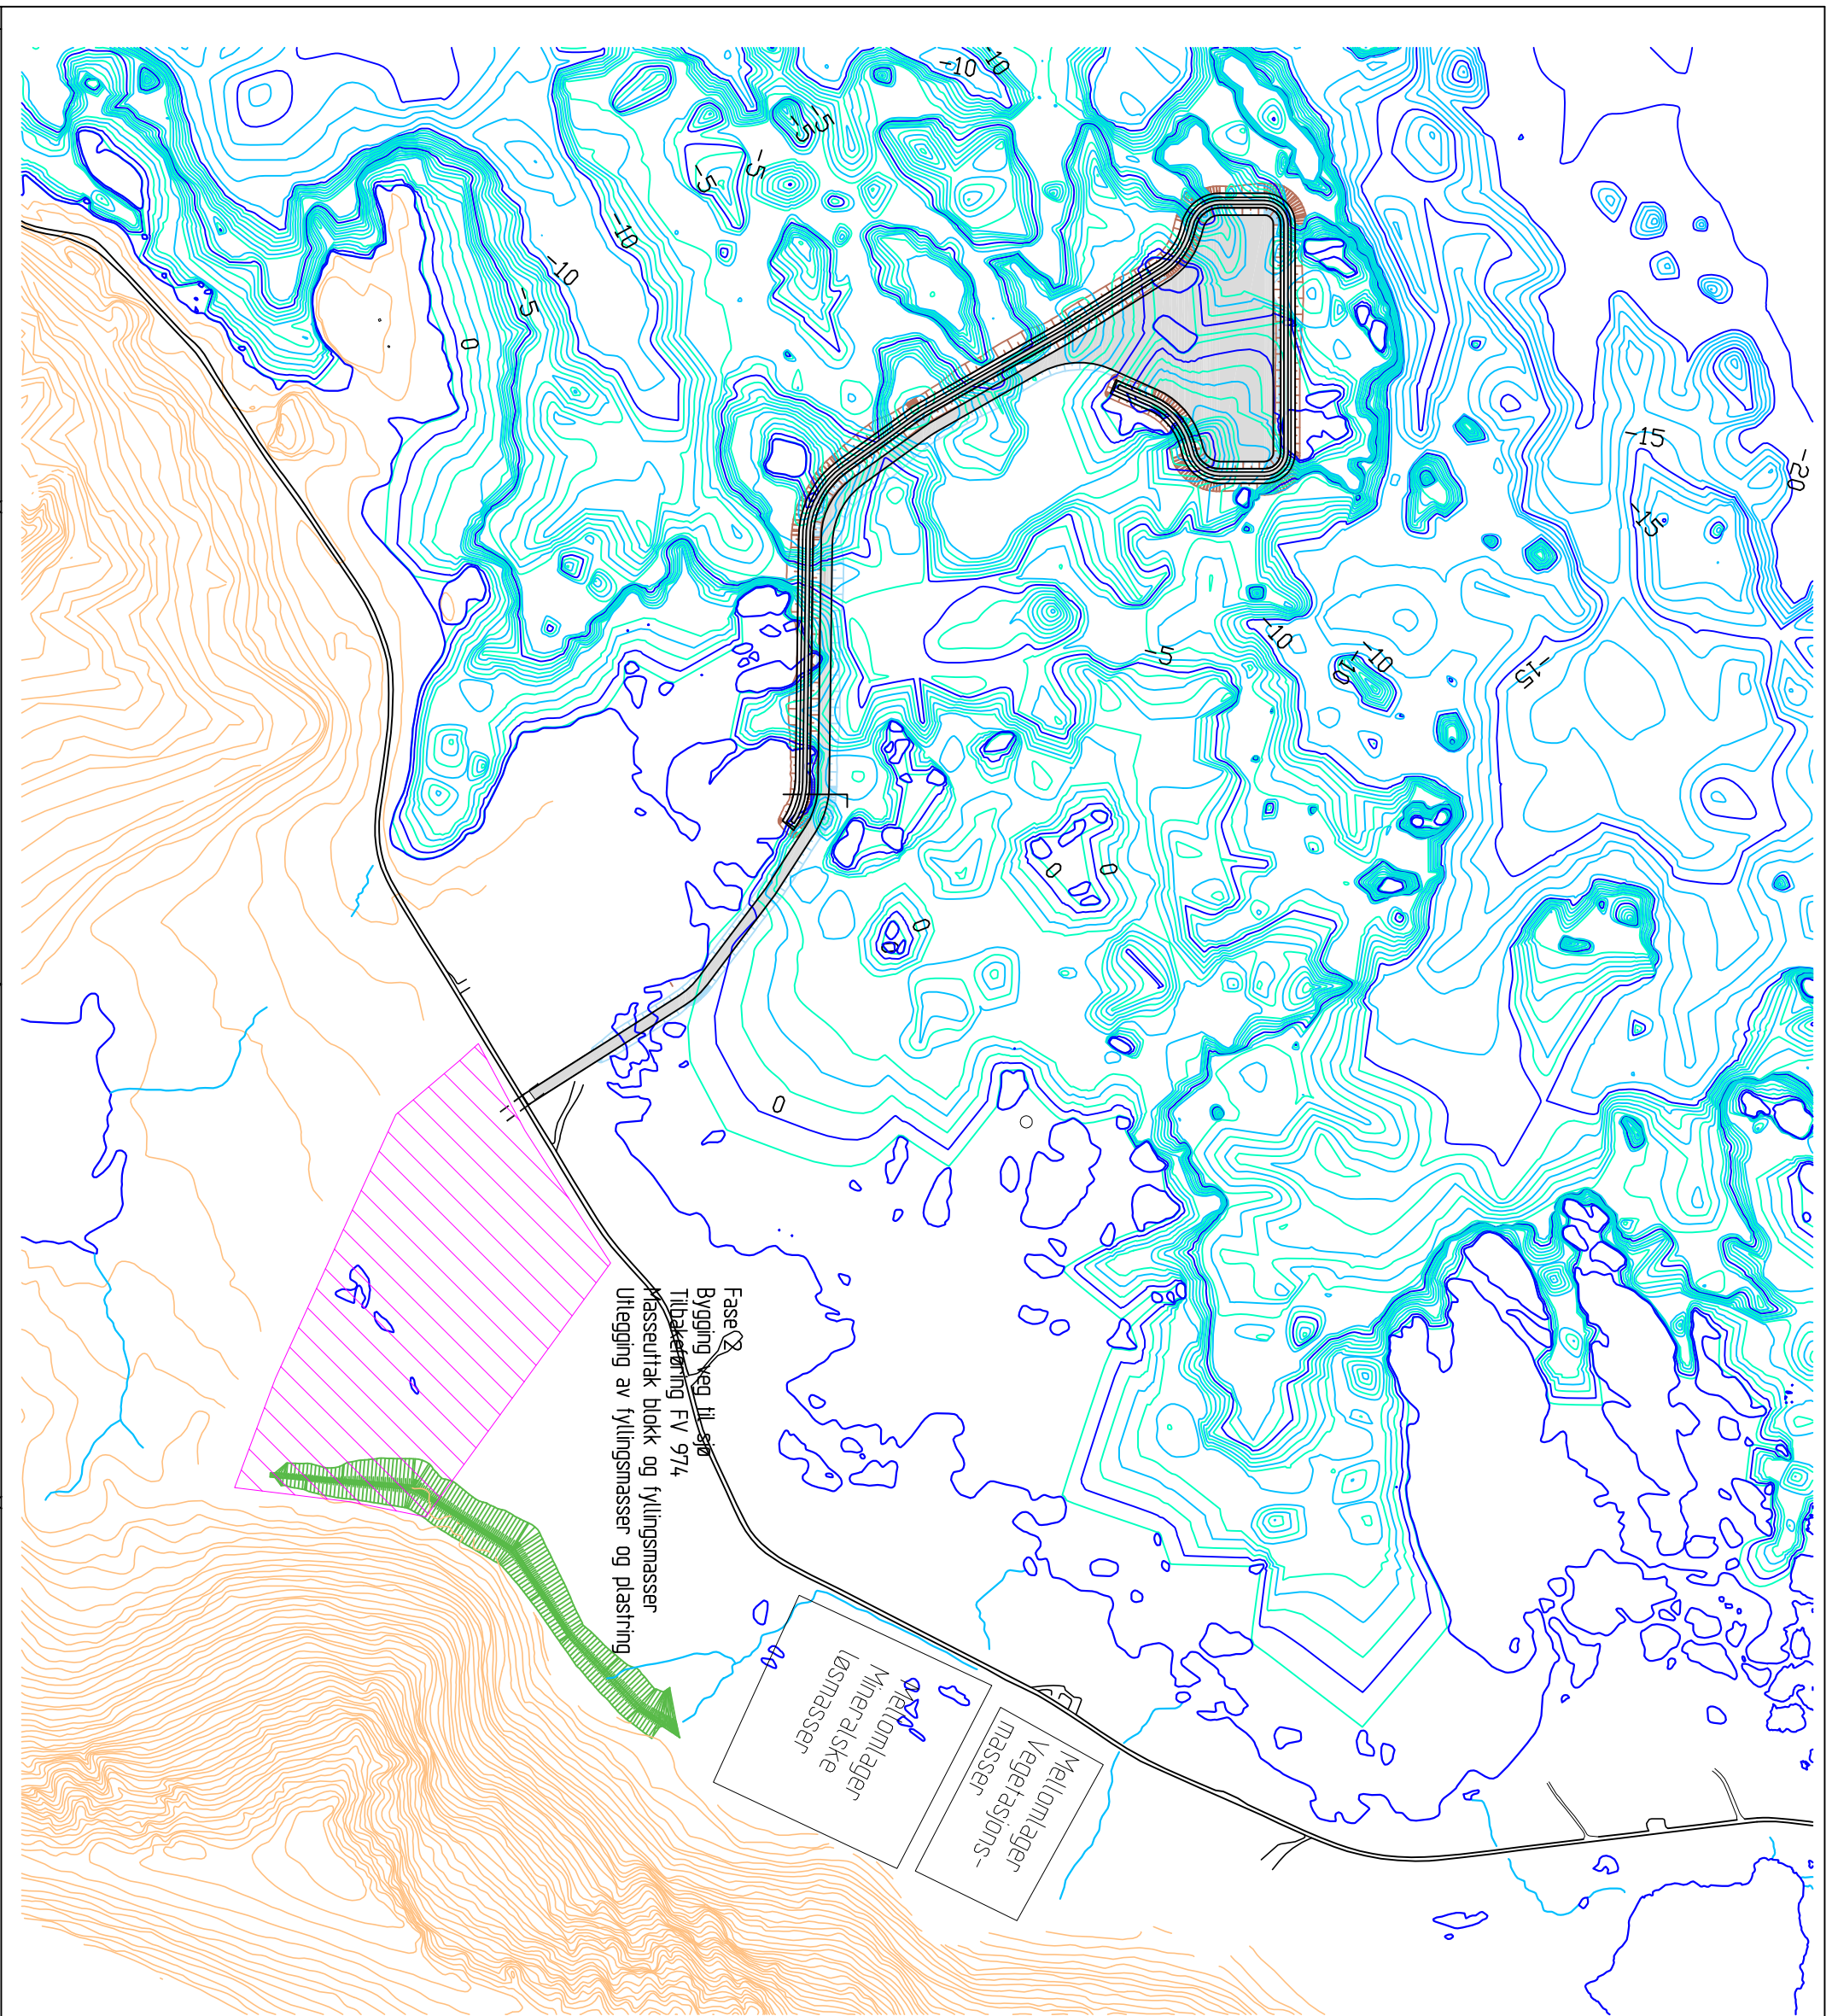 Fase 2
Bygging veg til sjø
Tilbakeføring FV 974
Masseuttak blokk og fyllingsmasser
Utlegging av fyllingsmasser og plastring
Mellomlager
Mineralske
løsmasser
Mellomlager
Vegetasjons-
masser
-10
-10
-5
-5
-5
-5
-10
-10
-5
0
-15
-20
-15
-10
-10
-10
-15
-5
0
0
0
0